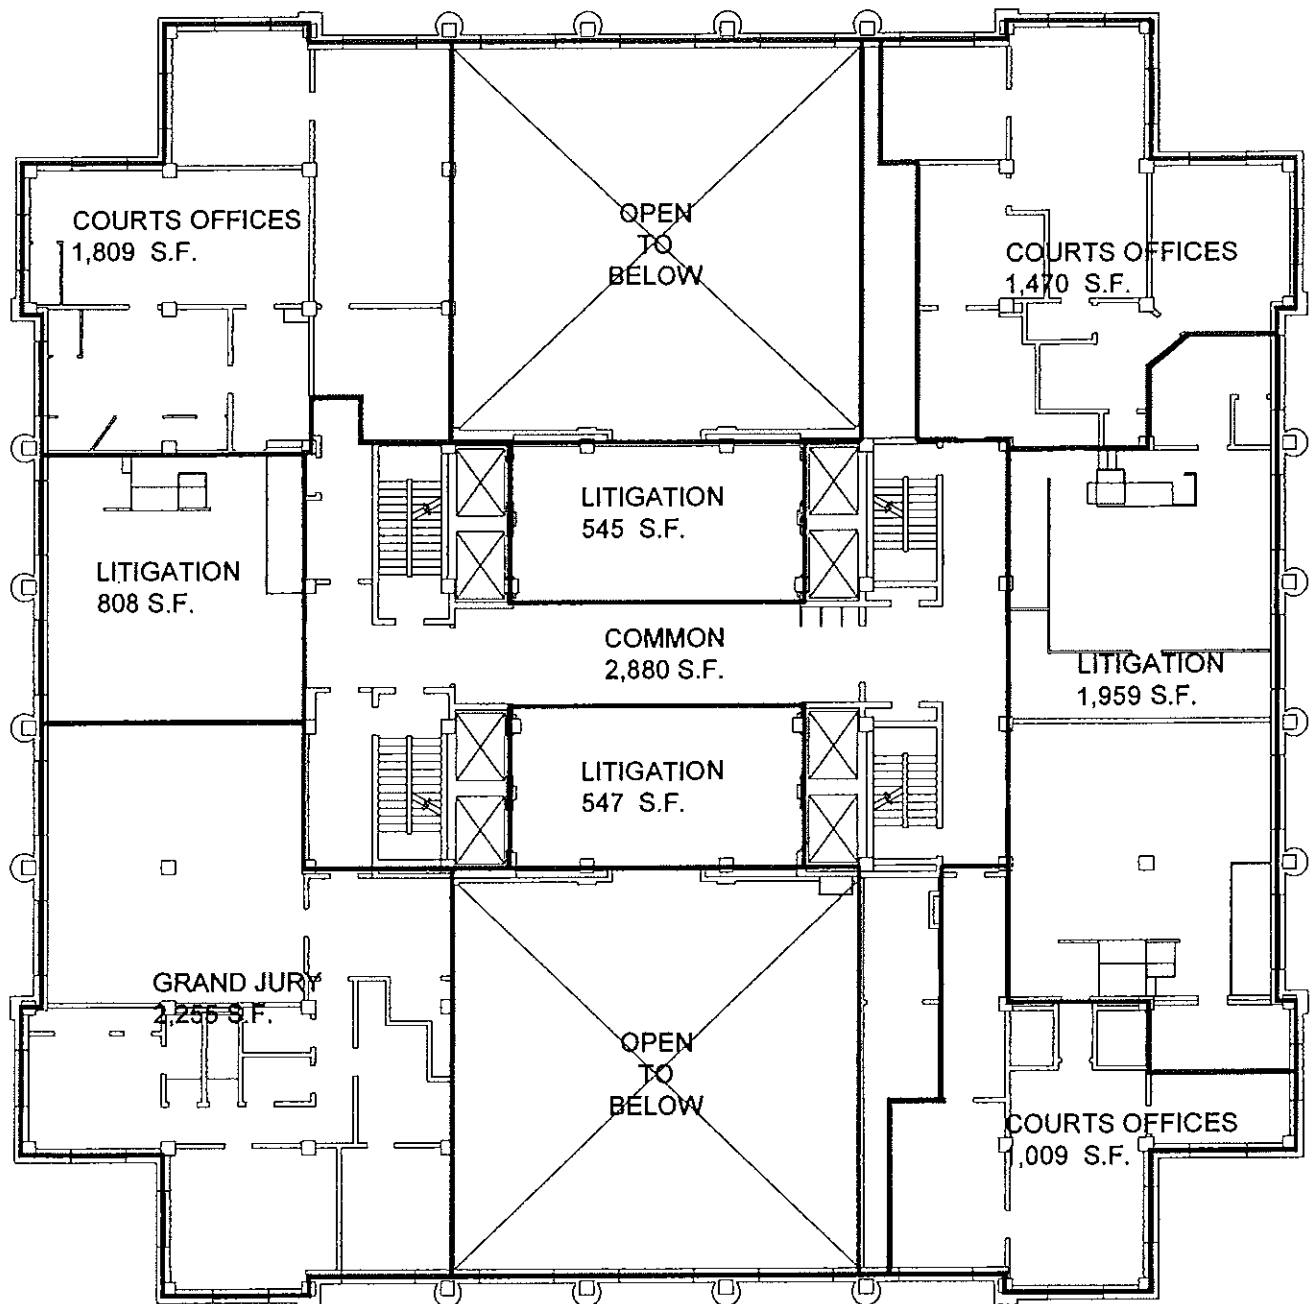 COURTS OFFICES
1,809 S.F.
OPEN
TO
BELOW
COURTS OFFICES
1,470 S.F.
LITIGATION
545 S.F.
LITIGATION
808 S.F.
COMMON
2,880 S.F.
LITIGATION
1,959 S.F.
LITIGATION
547 S.F.
GRAND JURY
2,255 S.F.
OPEN
TO
BELOW
COURTS OFFICES
1,009 S.F.